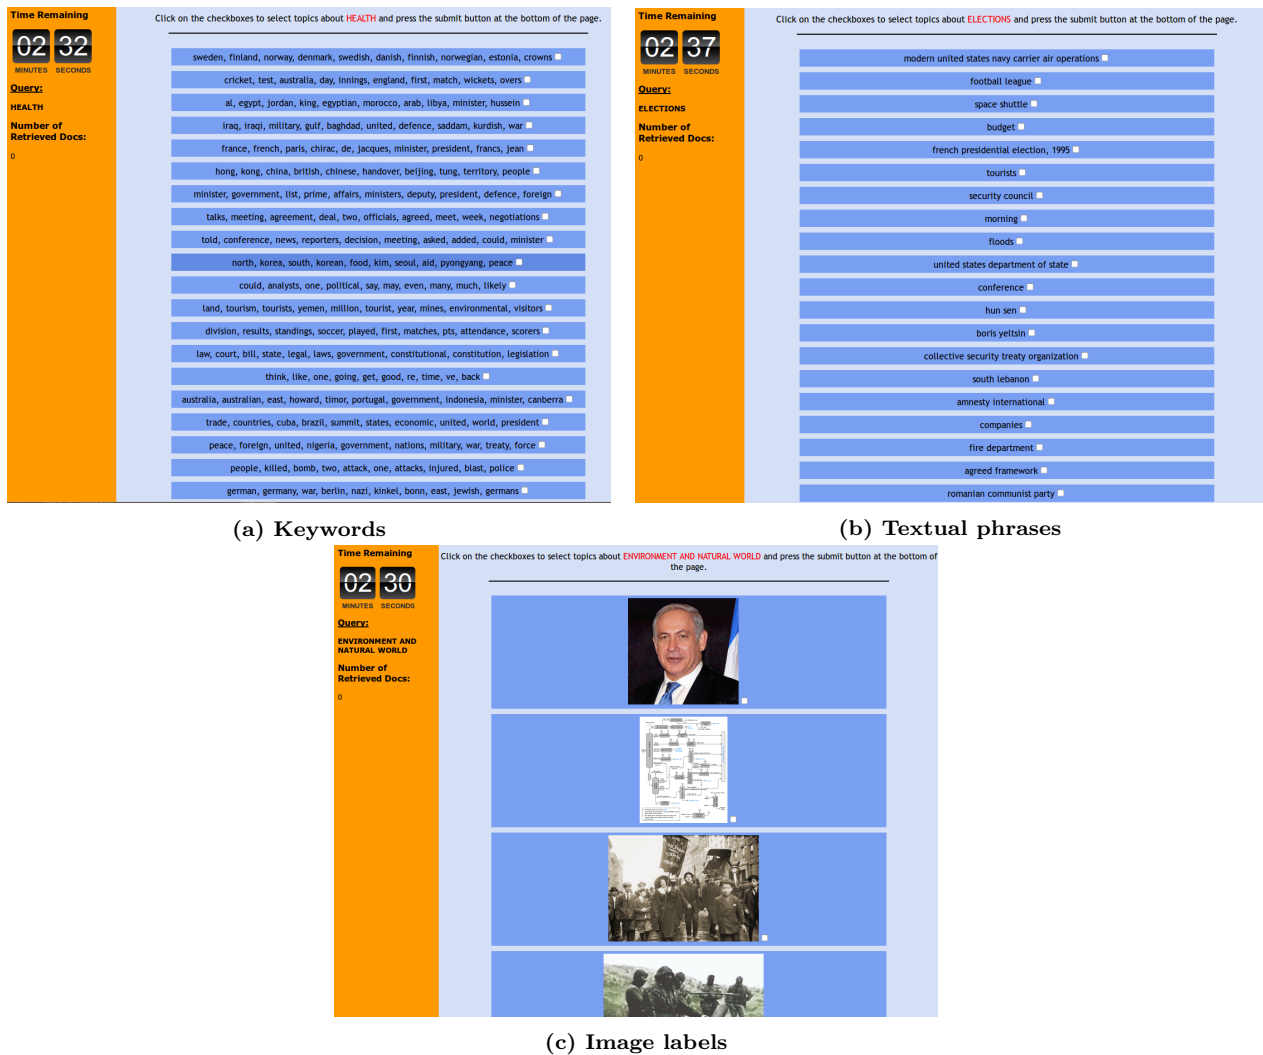 Time Remaining
02 32
MINUTES SECONDS
Query:
HEALTH
Number of
Retrieved Docs:
0
Click on the checkboxes to select topics about HEALTH and press the submit button at the bottom of the page.
sweden, finland, norway, denmark, swedish, danish, finnish, norwegian, estonia, crowns
cricket, test, australia, day, innings, england, first, match, wickets, overs
al, egypt, jordan, king, egyptian, morocco, arab, libya, minister, hussein
iraq, iraqi, military, gulf, baghdad, united, defence, saddam, kurdish, war
france, french, paris, chirac, de, jacques, minister, president, francs, jean
hong, kong, china, british, chinese, handover, beijing, tung, territory, people
minister, government, list, prime, affairs, ministers, deputy, president, defence, foreign
talks, meeting, agreement, deal, two, officials, agreed, meet, week, negotiations
told, conference, news, reporters, decision, meeting, asked, added, could, minister
north, korea, south, korean, food, kim, seoul, aid, pyongyang, peace
could, analysts, one, political, say, may, even, many, much, likely
land, tourism, tourists, yemen, million, tourist, year, mines, environmental, visitors
division, results, standings, soccer, played, first, matches, pts, attendance, scorers
law, court, bill, state, legal, laws, government, constitutional, constitution, legislation
think, like, one, going, get, good, re, time, ve, back
australia, australian, east, howard, timor, portugal, government, indonesia, minister, canberra
trade, countries, cuba, brazil, summit, states, economic, united, world, president
peace, foreign, united, nigeria, government, nations, military, war, treaty, force
people, killed, bomb, two, attack, one, attacks, injured, blast, police
german, germany, war, berlin, nazi, kinkel, bonn, east, jewish, germans
(a) Keywords
Time Remaining
02 37
MINUTES SECONDS
Query:
ELECTIONS
Number of
Retrieved Docs:
0
Click on the checkboxes to select topics about ELECTIONS and press the submit button at the bottom of the page.
modern united states navy carrier air operations
football league
space shuttle
budget
french presidential election, 1995
tourists
security council
morning
floods
united states department of state
conference
hun sen
boris yeltsin
collective security treaty organization
south lebanon
amnesty international
companies
fire department
agreed framework
romanian communist party
(b) Textual phrases
Time Remaining
02 30
MINUTES SECONDS
Query:
ENVIRONMENT AND
NATURAL WORLD
Number of
Retrieved Docs:
0
Click on the checkboxes to select topics about ENVIRONMENT AND NATURAL WORLD and press the submit button at the bottom of
the page.
(c) Image labels